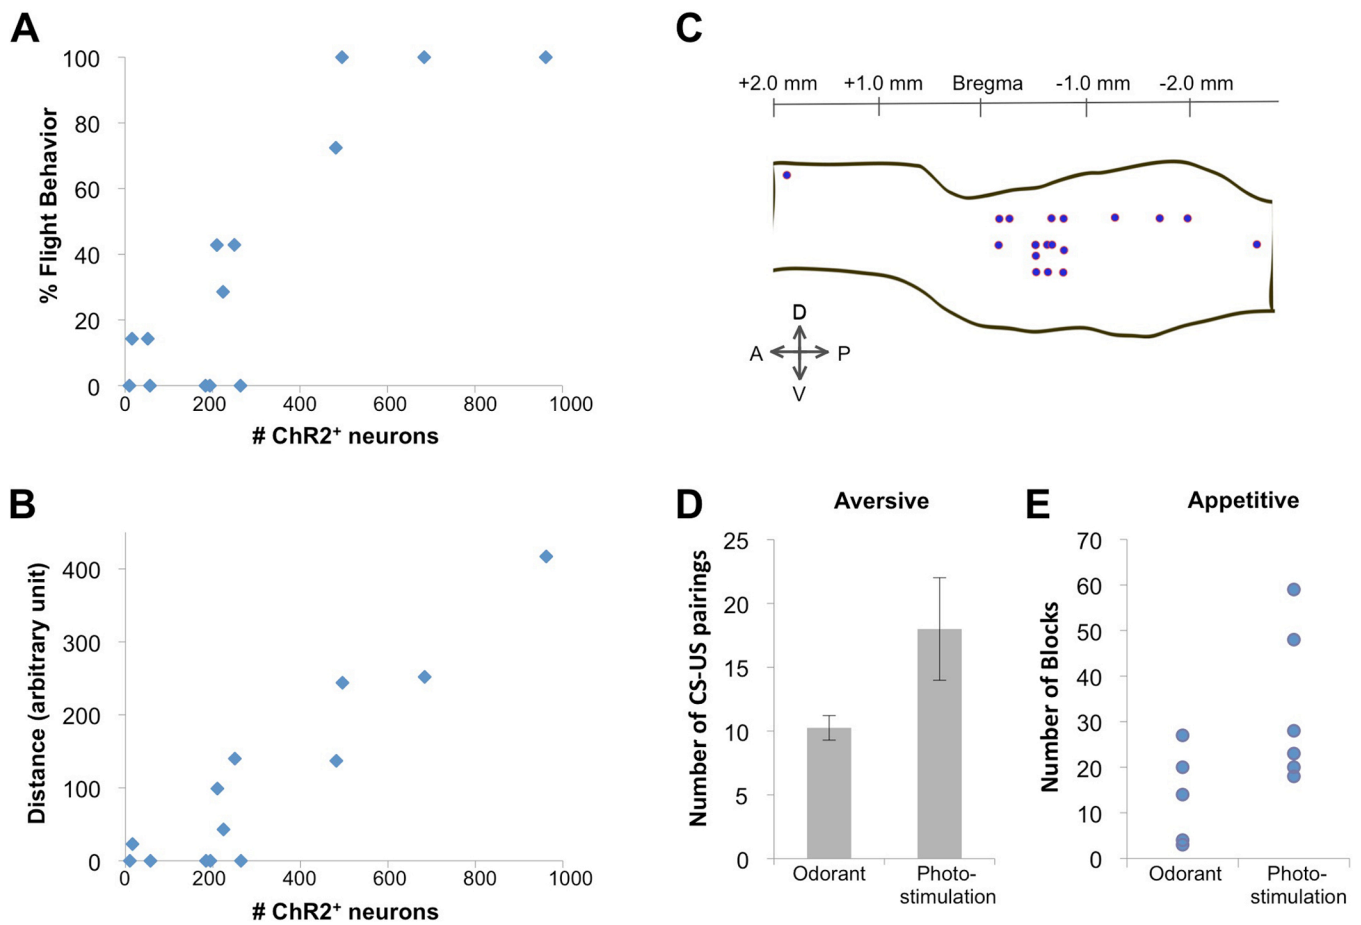 A
% Flight Behavior
100
80
60
40
20
0
0 200 400 600 800 1000
# ChR2+ neurons
B
Distance (arbitrary unit)
400
300
200
100
0
0 200 400 600 800 1000
# ChR2+ neurons
C
+2.0 mm +1.0 mm Bregma -1.0 mm -2.0 mm
D
A P
V
D
Aversive
Number of CS-US pairings
25
20
15
10
5
0
Odorant Photo-
stimulation
E
Appetitive
Number of Blocks
70
60
50
40
30
20
10
0
Odorant Photo-
stimulation